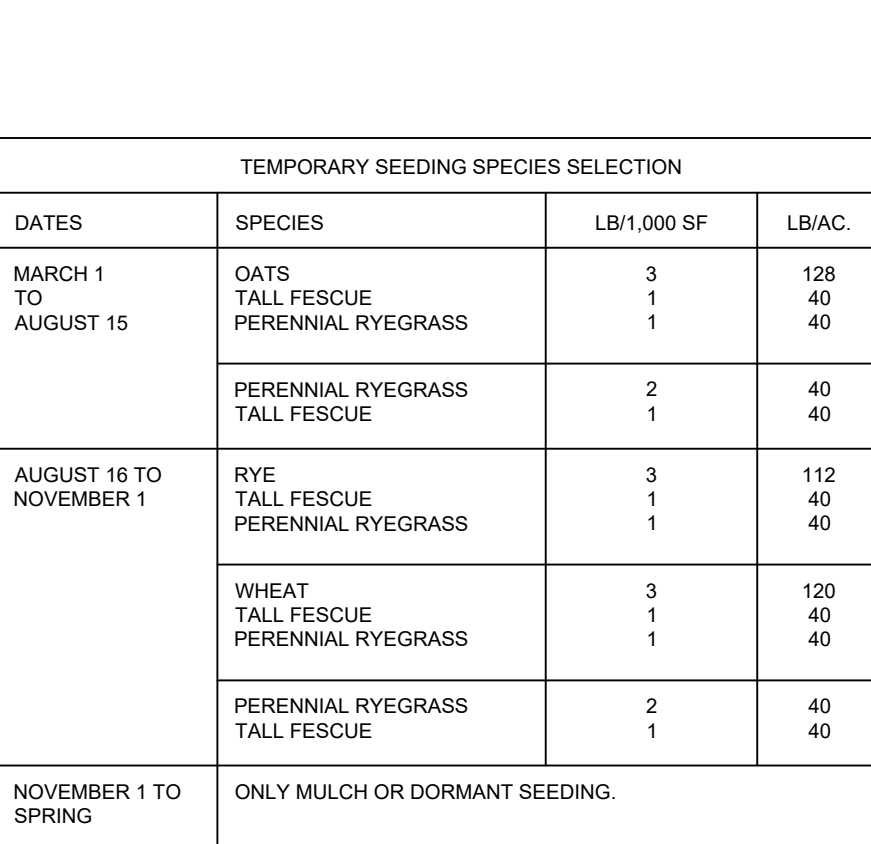 TEMPORARY SEEDING SPECIES SELECTION
DATES SPECIES LB/1,000 SF LB/AC.
MARCH 1 OATS 3 128
TO TALL FESCUE 1 40
AUGUST 15 PERENNIAL RYEGRASS 1 40
PERENNIAL RYEGRASS 2 40
TALL FESCUE 1 40
AUGUST 16 TO RYE 3 112
NOVEMBER 1 TALL FESCUE 1 40
PERENNIAL RYEGRASS 1 40
WHEAT 3 120
TALL FESCUE 1 40
PERENNIAL RYEGRASS 1 40
PERENNIAL RYEGRASS 2 40
TALL FESCUE 1 40
NOVEMBER 1 TO ONLY MULCH OR DORMANT SEEDING.
SPRING